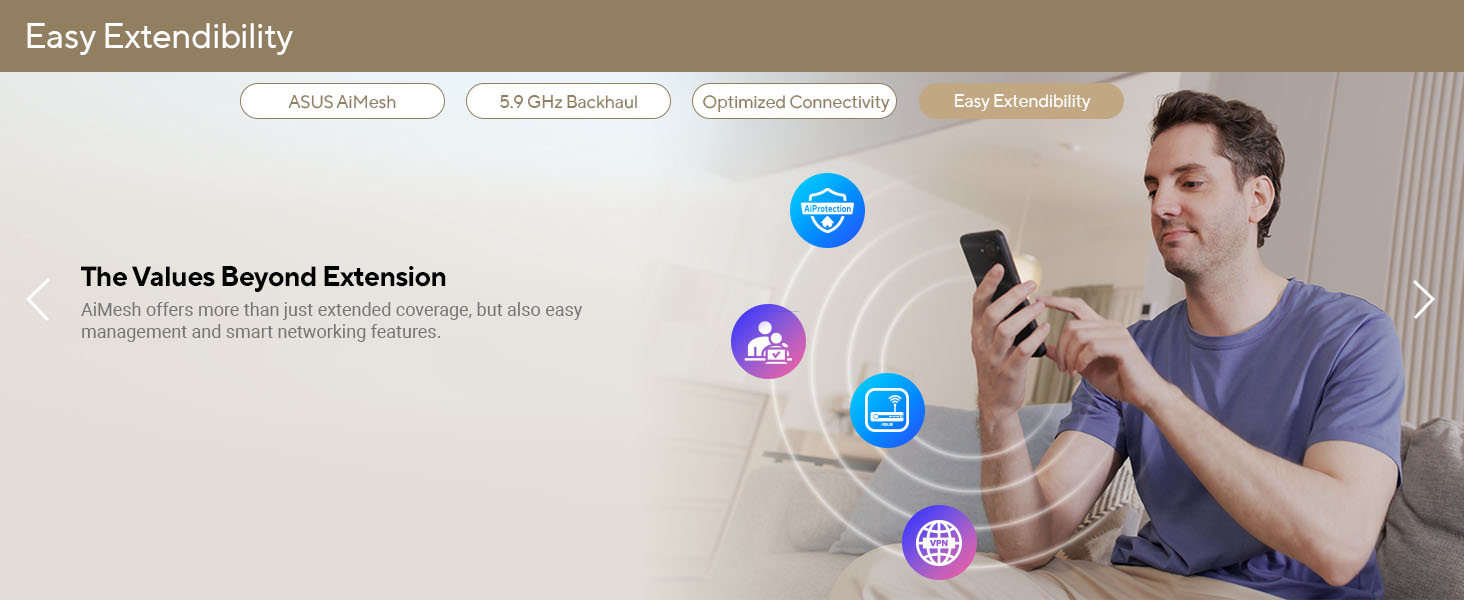 Easy Extendibility
ASUS AiMesh
5.9 GHz Backhaul
Optimized Connectivity
Easy Extendibility
AiProtection
The Values Beyond Extension
AiMesh offers more than just extended coverage, but also easy
management and smart networking features.
VPN